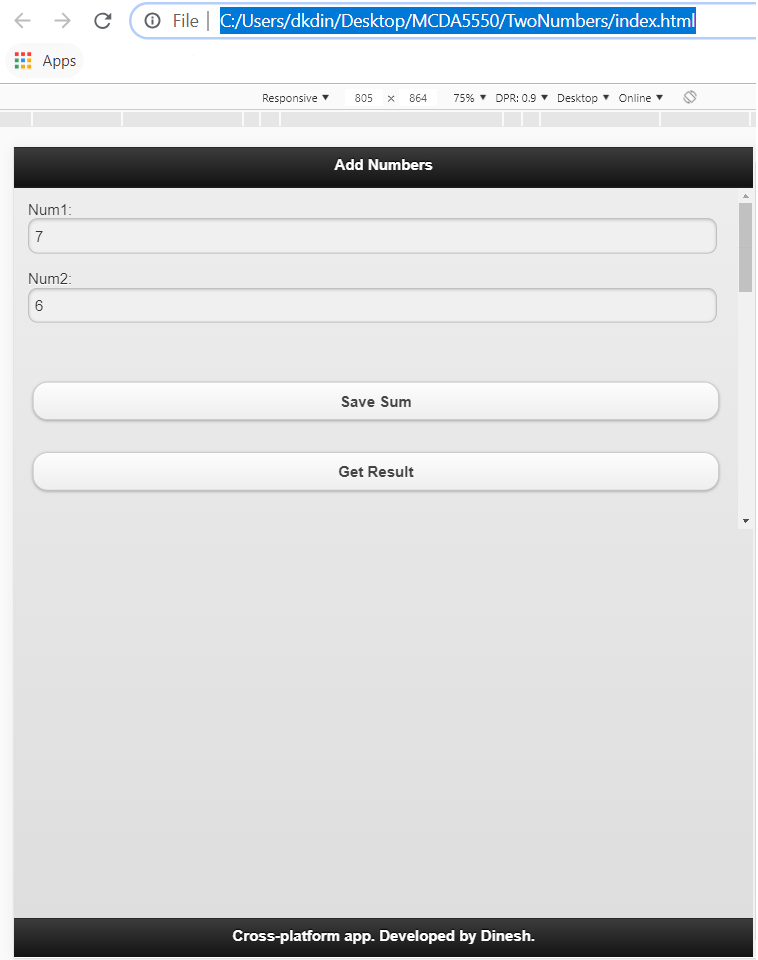 File | C:/Users/dkdin/Desktop/MCDA5550/TwoNumbers/index.html
Apps
Responsive ▼ 805 × 864 75% ▼ DPR: 0.9 ▼ Desktop ▼ Online ▼
Add Numbers
Num1:
7
Num2:
6
Save Sum
Get Result
Cross-platform app. Developed by Dinesh.